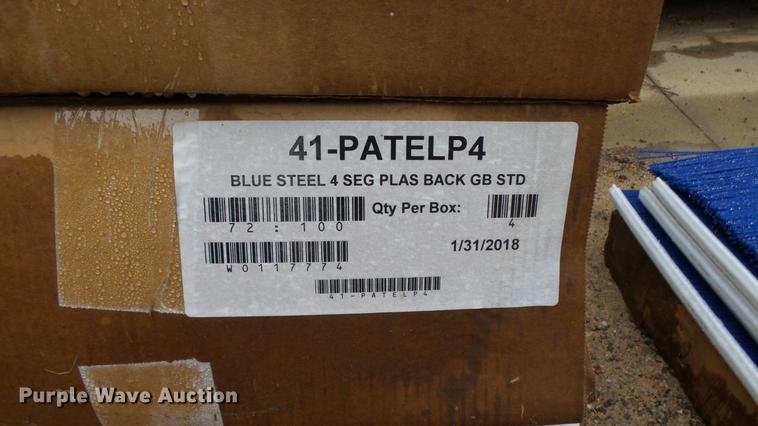 41-PATELP4
BLUE STEEL 4 SEG PLAS BACK GB STD
Qty Per Box:
72:100
4
1/31/2018
W0117774
41-PATELP4
Purple Wave Auction®